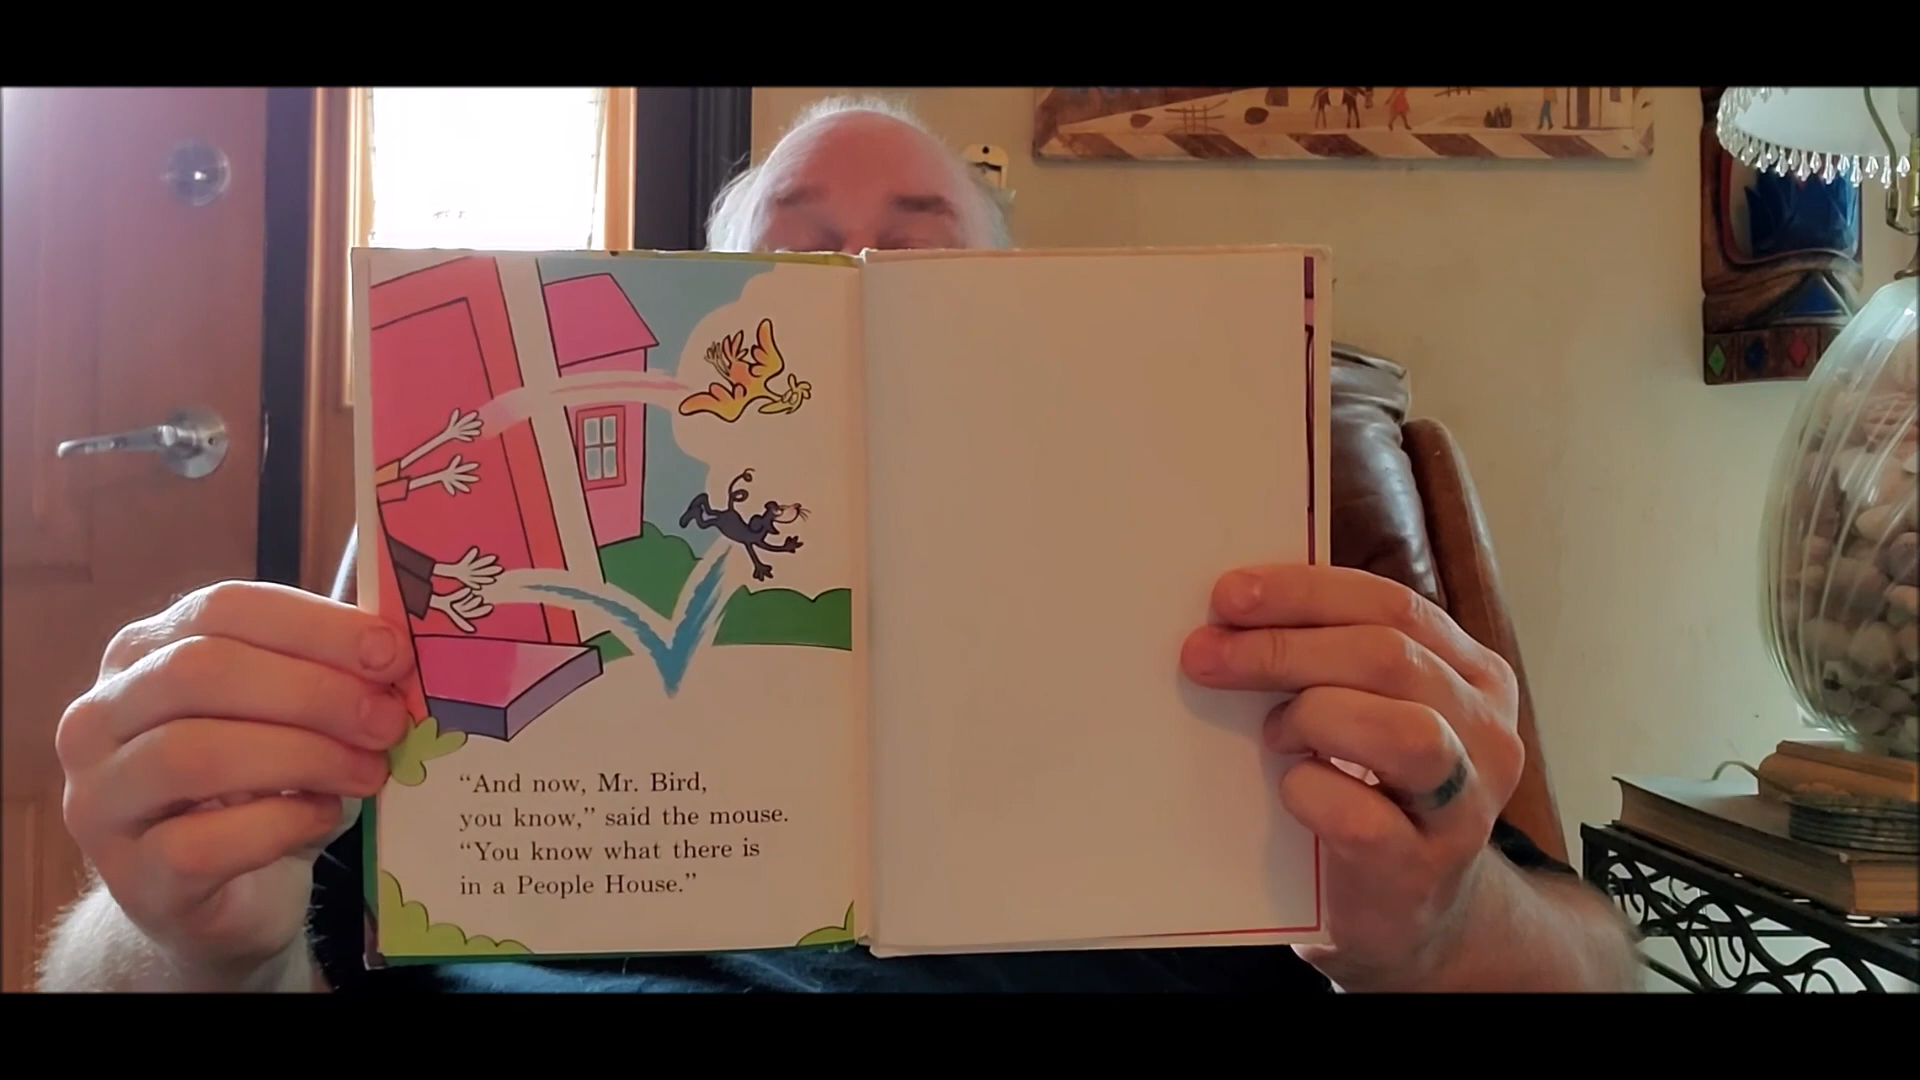 “And now, Mr. Bird,
you know,” said the mouse.
“You know what there is
in a People House.”